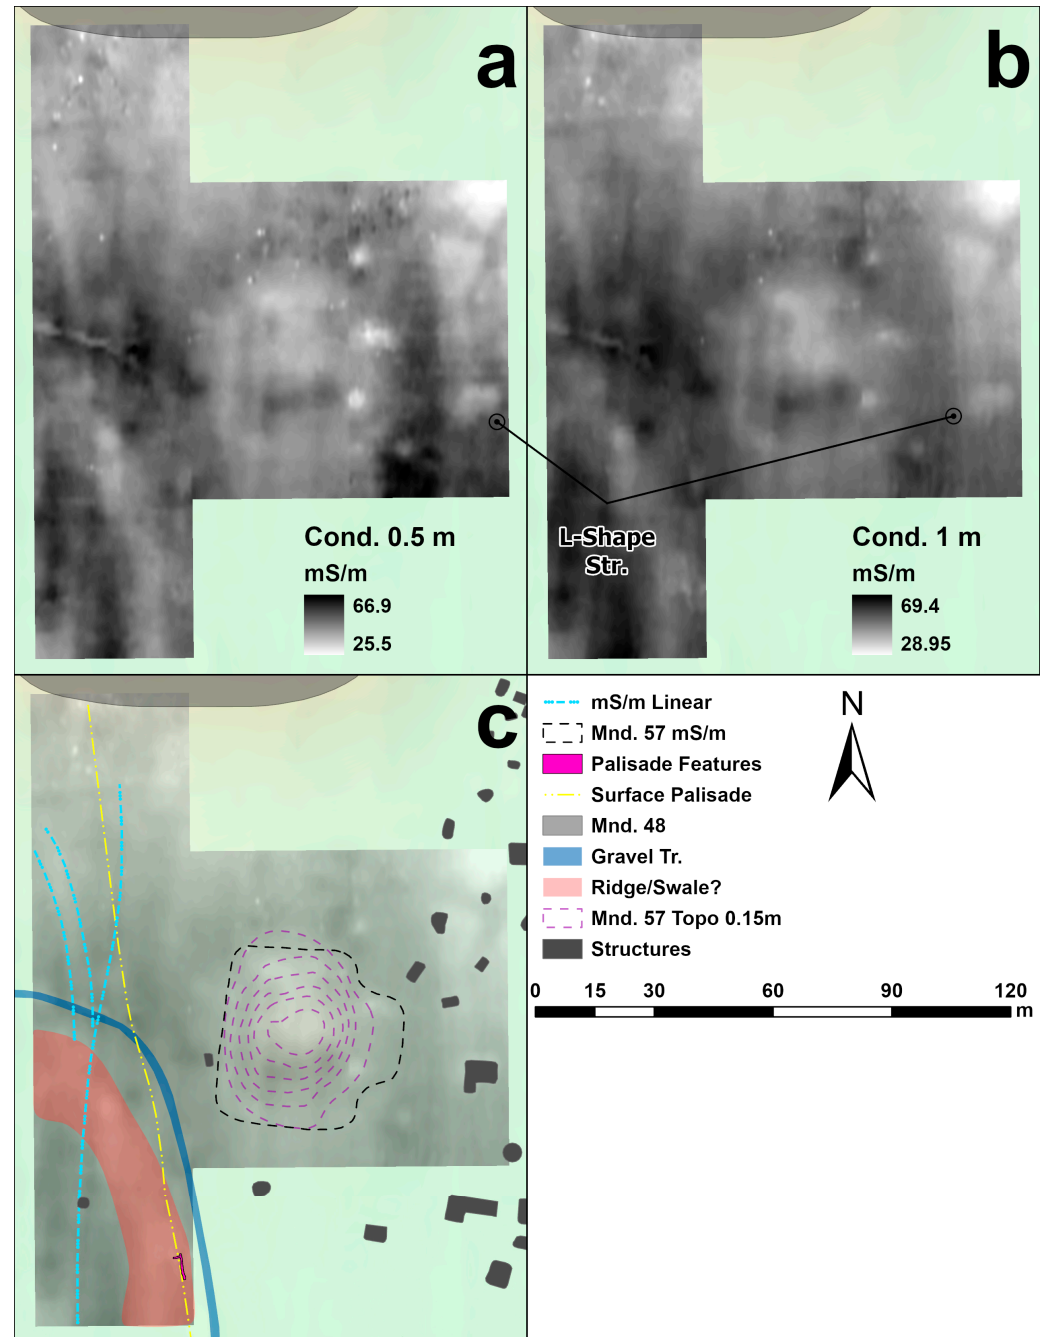 a
b
L-Shape
Str.
Cond. 0.5 m
mS/m
66.9
25.5
Cond. 1 m
mS/m
69.4
28.95
c
mS/m Linear
Mnd. 57 mS/m
Palisade Features
Surface Palisade
Mnd. 48
Gravel Tr.
Ridge/Swale?
Mnd. 57 Topo 0.15m
Structures
N
0 15 30 60 90 120
m